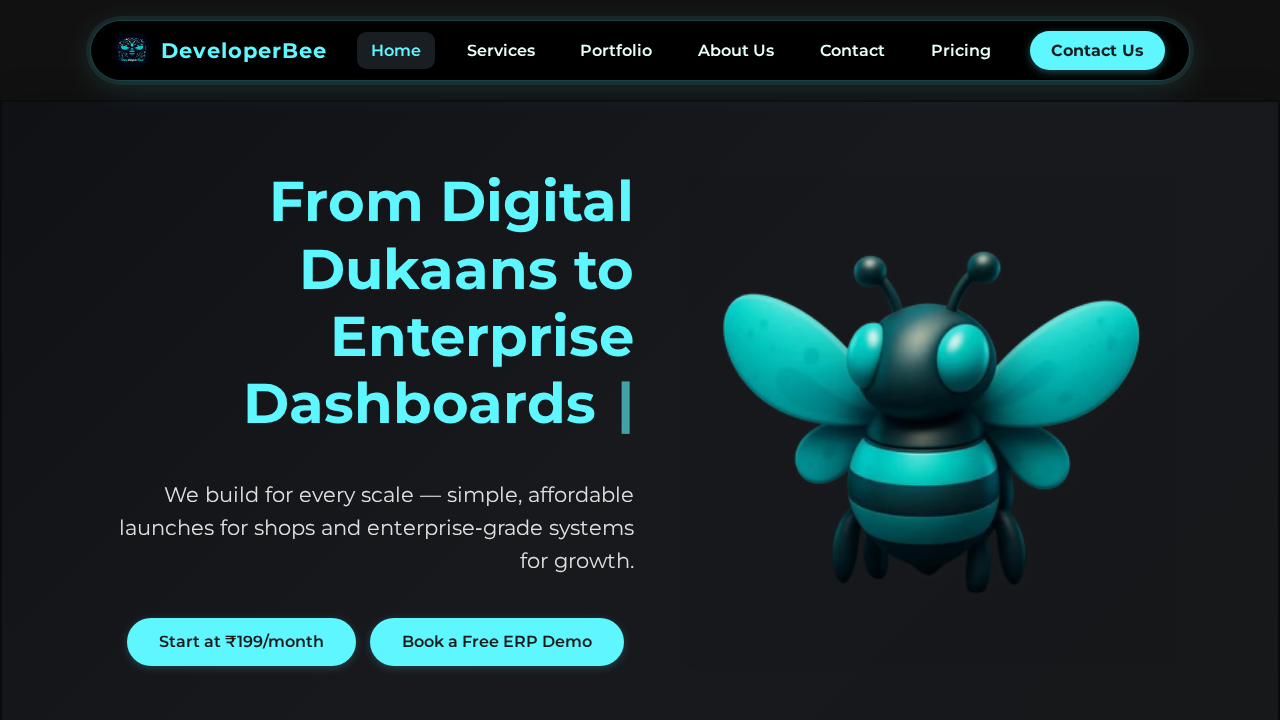 DeveloperBee
Home
Services
Portfolio
About Us
Contact
Pricing
Contact Us
From Digital
Dukaans to
Enterprise
Dashboards |
We build for every scale — simple, affordable
launches for shops and enterprise-grade systems
for growth.
Start at ₹199/month
Book a Free ERP Demo